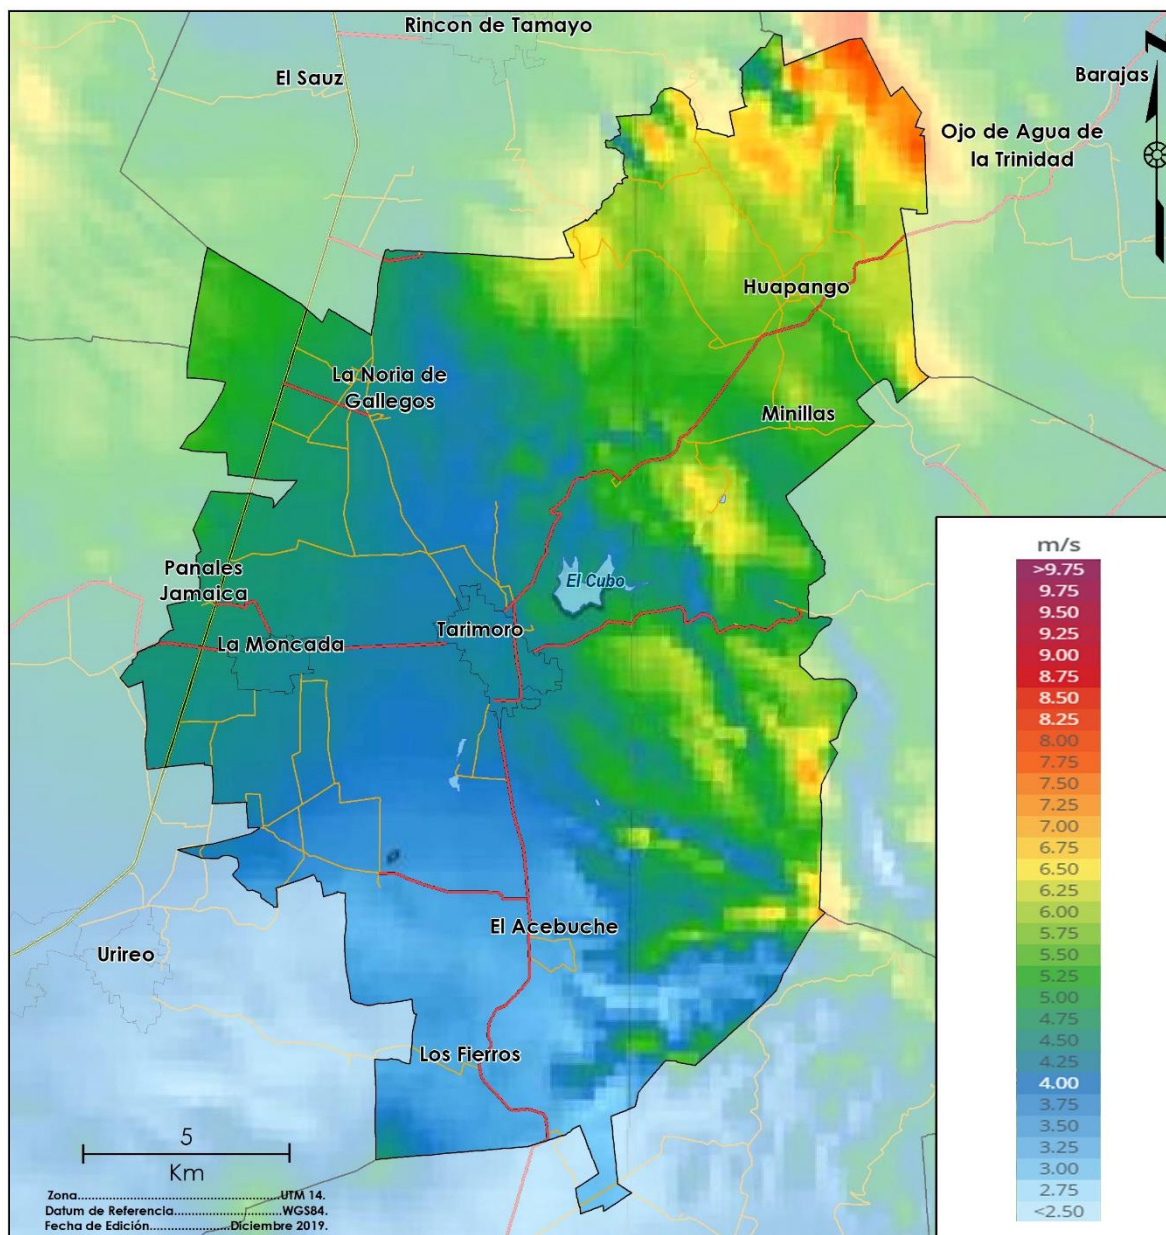 Rincon de Tamayo
El Sauz
Barajas
Ojo de Agua de
la Trinidad
Huapango
La Noria de
Gallegos
Minillas
Panales
Jamaica
El Cubo
Tarimoro
La Moncada
El Acebuche
Urireo
Los Fierros
5
Km
Zona..............................................UTM 14.
Datum de Referencia......................WGS84.
Fecha de Edición....................Diciembre 2019.
m/s
>9.75
9.75
9.50
9.25
9.00
8.75
8.50
8.25
8.00
7.75
7.50
7.25
7.00
6.75
6.50
6.25
6.00
5.75
5.50
5.25
5.00
4.75
4.50
4.25
4.00
3.75
3.50
3.25
3.00
2.75
<2.50